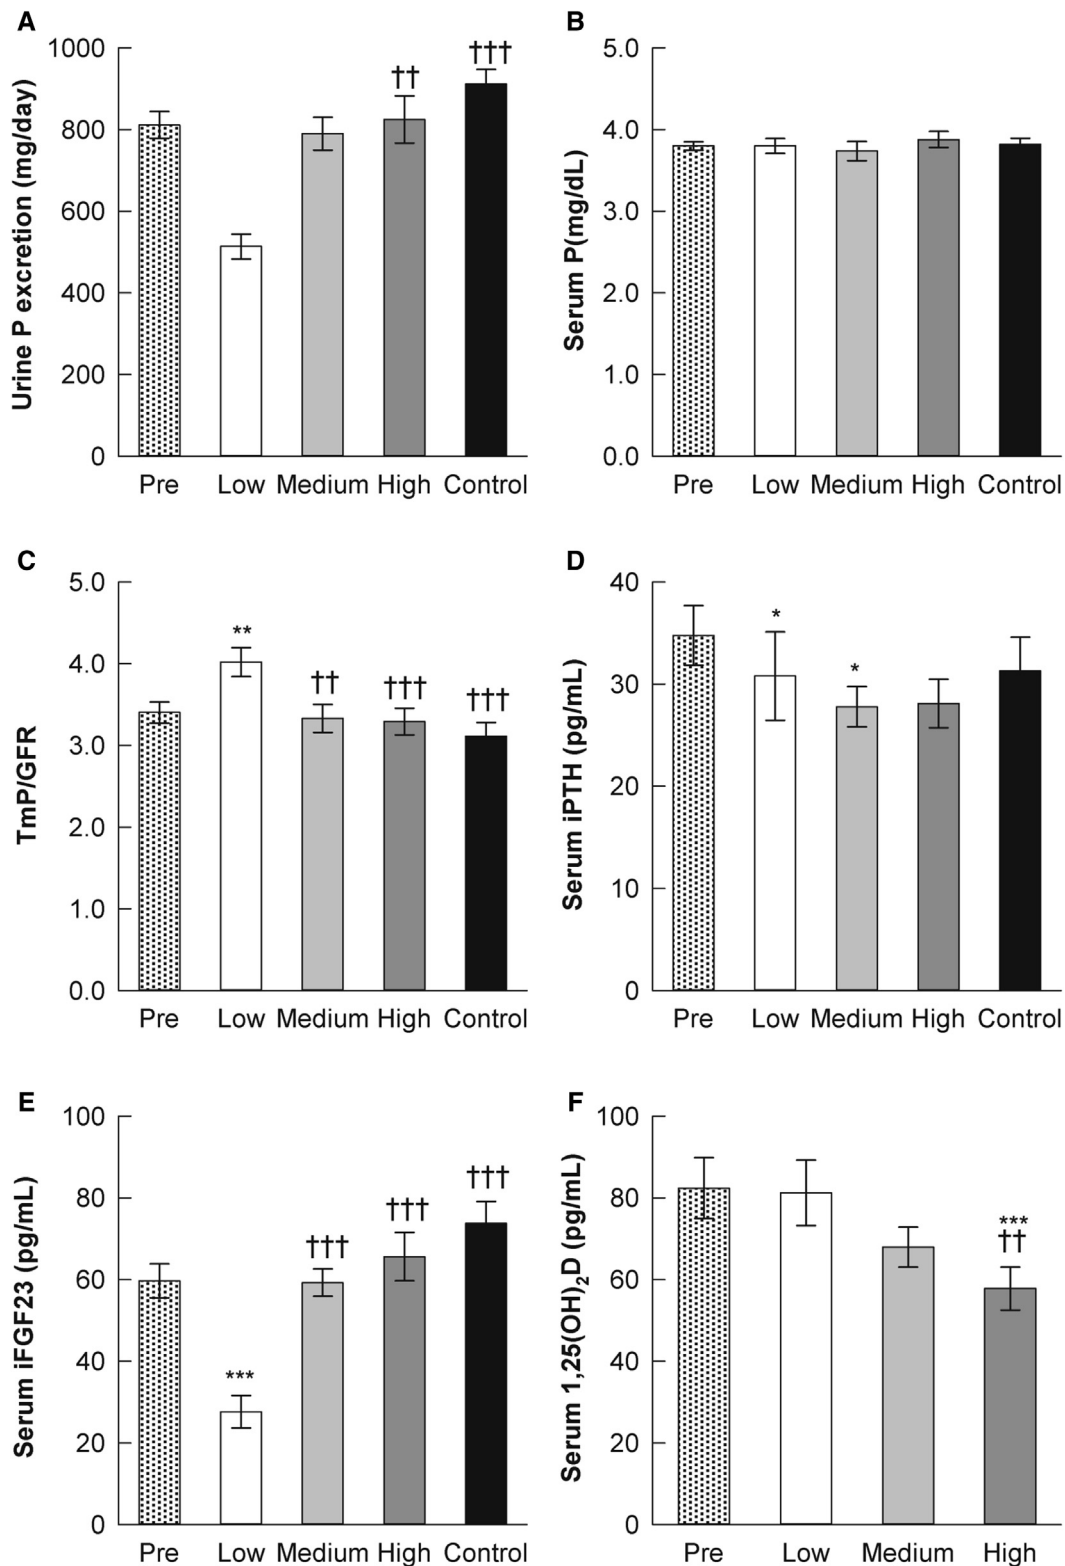 A
Urine P excretion (mg/day)
1000
800
600
400
200
0
††
†††
Pre Low Medium High Control
B
Serum P(mg/dL)
5.0
4.0
3.0
2.0
1.0
0.0
Pre Low Medium High Control
C
TmP/GFR
5.0
4.0
3.0
2.0
1.0
0.0
**
††
†††
†††
Pre Low Medium High Control
D
Serum iPTH (pg/mL)
40
30
20
10
0
*
*
Pre Low Medium High Control
E
Serum iFGF23 (pg/mL)
100
80
60
40
20
0
***
†††
†††
†††
Pre Low Medium High Control
F
Serum 1,25(OH)₂D (pg/mL)
100
80
60
40
20
0
***
††
Pre Low Medium High